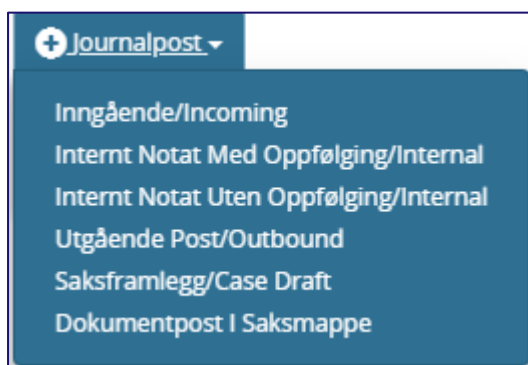 Journalpost
Inngående/Incoming
Internt Notat Med Oppfølging/Internal
Internt Notat Uten Oppfølging/Internal
Utgående Post/Outbound
Saksframlegg/Case Draft
Dokumentpost I Saksmappe